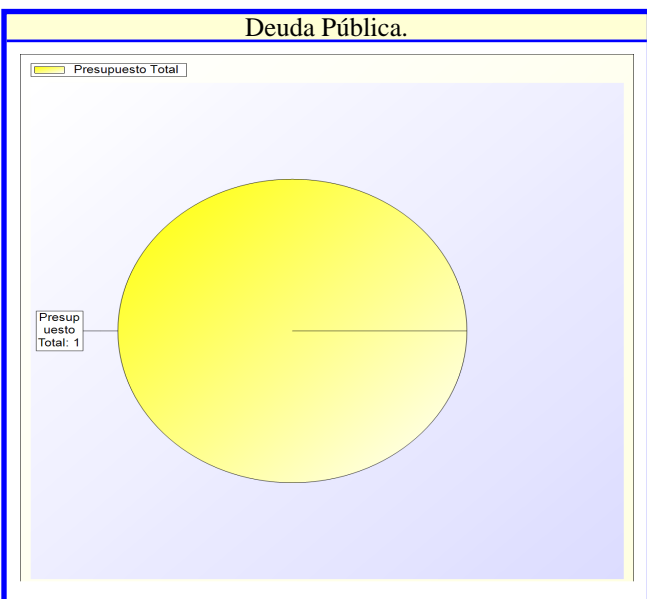 Deuda Pública.
Presupuesto Total
Presup
uesto
Total: 1